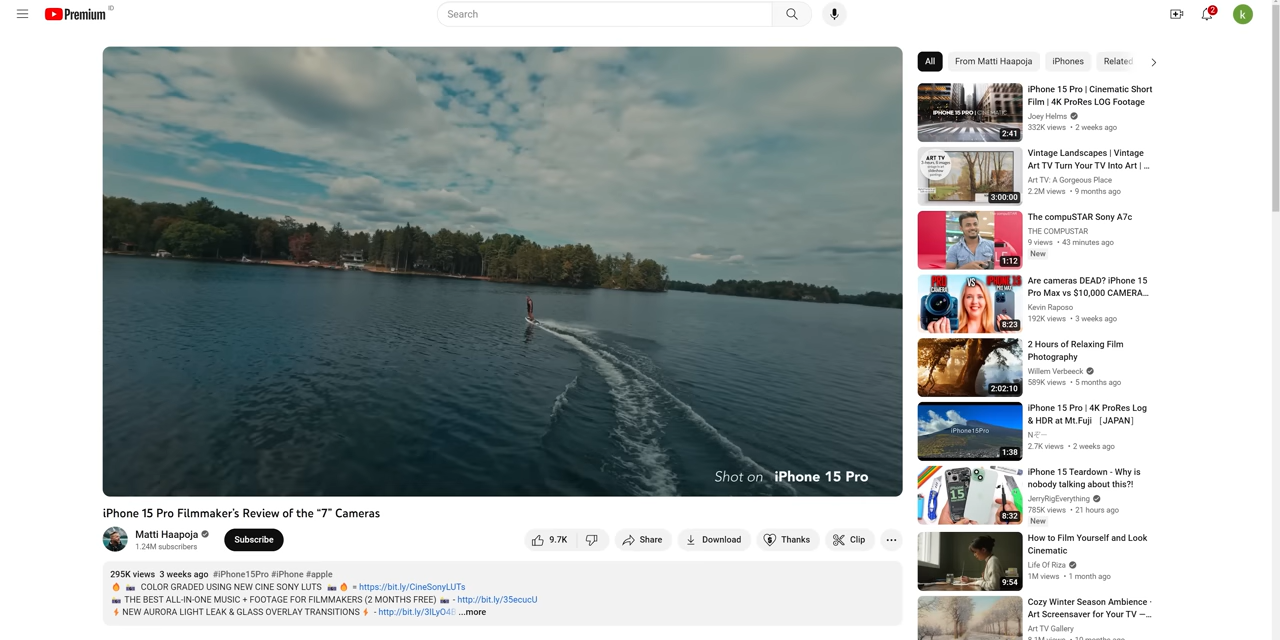 Premium ID
Search
2
k
Shot on iPhone 15 Pro
iPhone 15 Pro Filmmaker's Review of the “7” Cameras
Matti Haapoja
1.24M subscribers
Subscribe
9.7K
Share
Download
Thanks
Clip
...
295K views 3 weeks ago #iPhone15Pro #iPhone #apple
COLOR GRADED USING NEW CINE SONY LUTS = https://bit.ly/CineSonyLUTs
THE BEST ALL-IN-ONE MUSIC + FOOTAGE FOR FILMMAKERS (2 MONTHS FREE) - http://bit.ly/35ecucU
NEW AURORA LIGHT LEAK & GLASS OVERLAY TRANSITIONS - ...more
All
From Matti Haapoja
iPhones
Related
IPHONE 15 PRO | CINEMATIC
2:41
iPhone 15 Pro | Cinematic Short
Film | 4K ProRes LOG Footage
Joey Helms
332K views • 2 weeks ago
ART TV
3:00:00
Vintage Landscapes | Vintage
Art TV Turn Your TV Into Art | ...
Art TV: A Gorgeous Place
2.2M views • 9 months ago
1:12
The compuSTAR Sony A7c
THE COMPUSTAR
9 views • 43 minutes ago
New
PRO CAMERA VS
8:23
Are cameras DEAD? iPhone 15
Pro Max vs $10,000 CAMERA...
Kevin Raposo
192K views • 3 weeks ago
2:02:10
2 Hours of Relaxing Film
Photography
Willem Verbeeck
589K views • 5 months ago
iPhone15Pro
1:38
iPhone 15 Pro | 4K ProRes Log
& HDR at Mt.Fuji [JAPAN]
2.7K views • 2 weeks ago
15
8:32
iPhone 15 Teardown - Why is
nobody talking about this?!
JerryRigEverything
785K views • 21 hours ago
New
9:54
How to Film Yourself and Look
Cinematic
Life Of Riza
1M views • 1 month ago
Cozy Winter Season Ambience ·
Art Screensaver for Your TV —...
Art TV Gallery